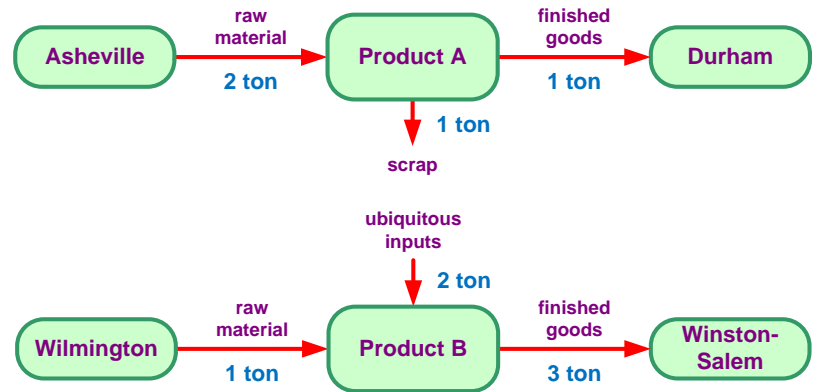 raw
material
finished
goods
Asheville
Product A
Durham
2 ton
1 ton
1 ton
scrap
ubiquitous
inputs
2 ton
raw
material
finished
goods
Wilmington
Product B
Winston-
Salem
1 ton
3 ton